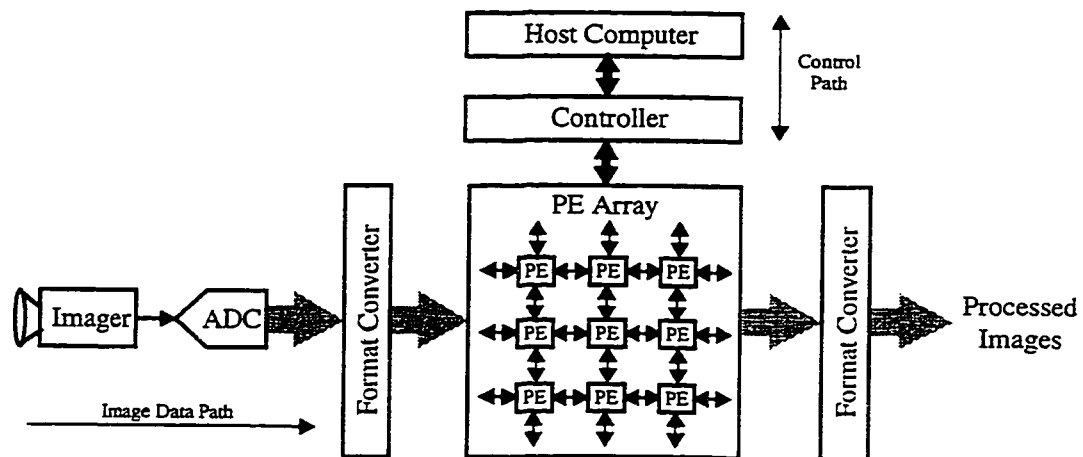 Host Computer
Control
Path
Controller
PE Array
Format Converter
Format Converter
PE PE PE
Imager
ADC
PE PE PE
Processed
Images
PE PE PE
Image Data Path